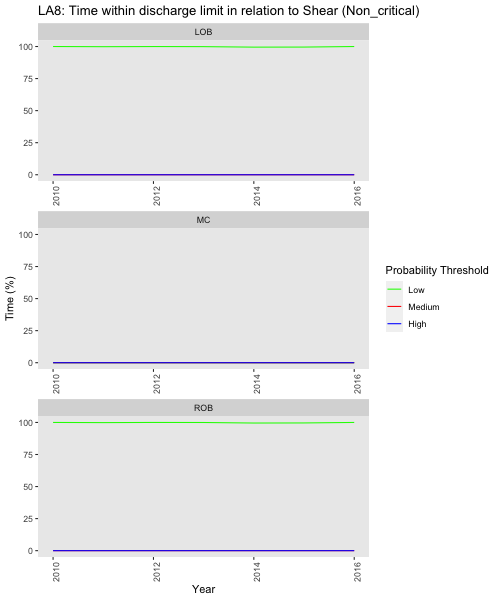 LA8: Time within discharge limit in relation to Shear (Non_critical)
LOB
100
75
50
25
0
2010
2012
2014
2016
MC
100
75
50
25
0
2010
2012
2014
2016
ROB
100
75
50
25
0
2010
2012
2014
2016
Time (%)
Year
Probability Threshold
Low
Medium
High